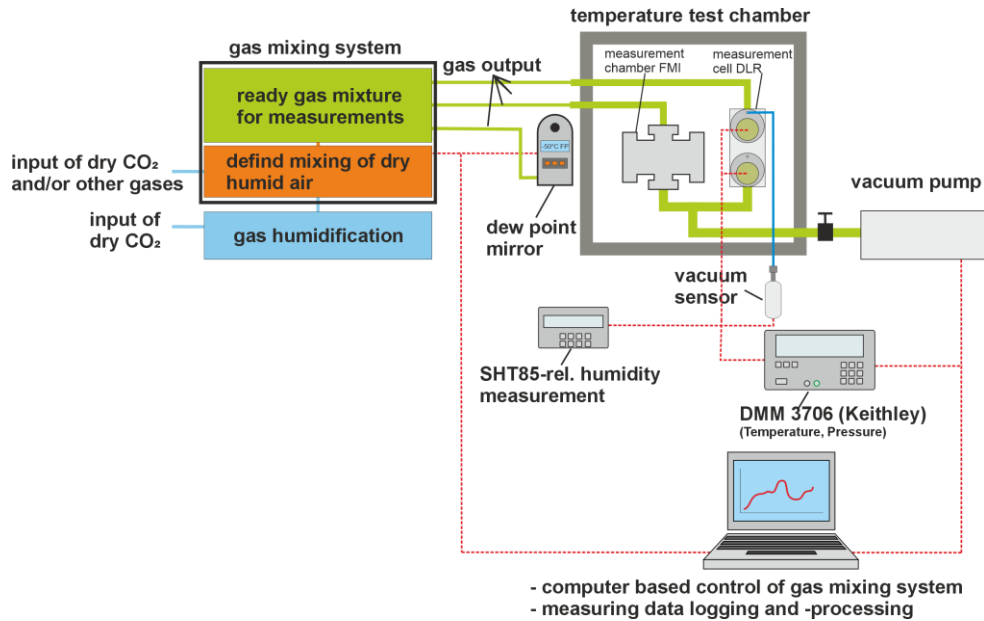 temperature test chamber
gas mixing system
gas output
measurement
chamber FMI
measurement
cell DLR
ready gas mixture
for measurements
-50°C FP
input of dry CO₂
and/or other gases
defind mixing of dry
humid air
vacuum pump
input of
dry CO₂
gas humidification
dew point
mirror
vacuum
sensor
SHT85-rel. humidity
measurement
DMM 3706 (Keithley)
(Temperature, Pressure)
- computer based control of gas mixing system
- measuring data logging and -processing